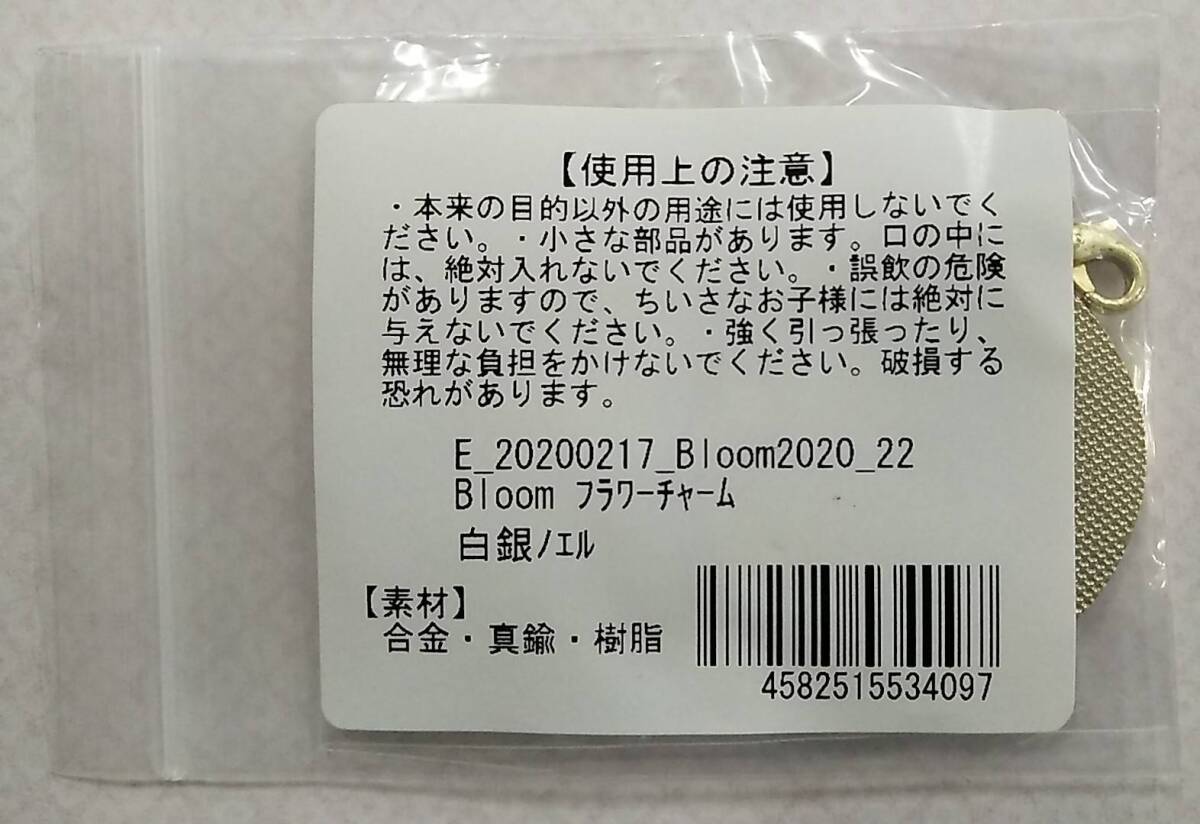 【使用上の注意】
・本来の目的以外の用途には使用しないでく
ださい。・小さな部品があります。口の中に
は、絶対入れないでください。・誤飲の危険
がありますので、ちいさなお子様には絶対に
与えないでください。・強く引っ張ったり、
無理な負担をかけないでください。破損する
恐れがあります。
E_20200217_Bloom2020_22
Bloom ﾌﾗﾜｰﾁｬｰﾑ
白銀ﾉｴﾙ
【素材】
合金・真鍮・樹脂
4582515534097